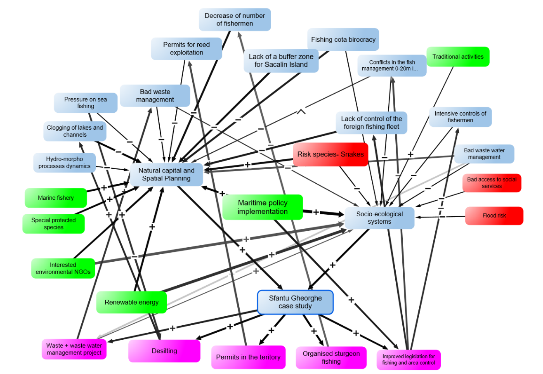 Decrease of number
of fishermen
Permits for reed
exploitation
Fishing cota birocracy
Lack of a buffer zone
for Sacalin Island
Conflicts in the fish
management 0-20m i...
Traditional activities
Bad waste
management
Pressure on sea
fishing
Clogging of lakes and
channels
Lack of control of the
foreign fishing fleet
Intensive controls of
fishermen
Hydro-morpho
processes dynamics
Natural capital and
Spatial Planning
Risk species- Snakes
Bad waste water
management
Bad access to social
services
Marine fishery
Special protected
species
Maritime policy
implementation
Socio ecological
systems
Flood risk
Interested
environmental NGOs
Renewable energy
Sfantu Gheorghe
case study
Waste + waste water
management project
Desilting
Permits in the teritory
Organised sturgeon
fishing
Improved legislation for
fishing and area control